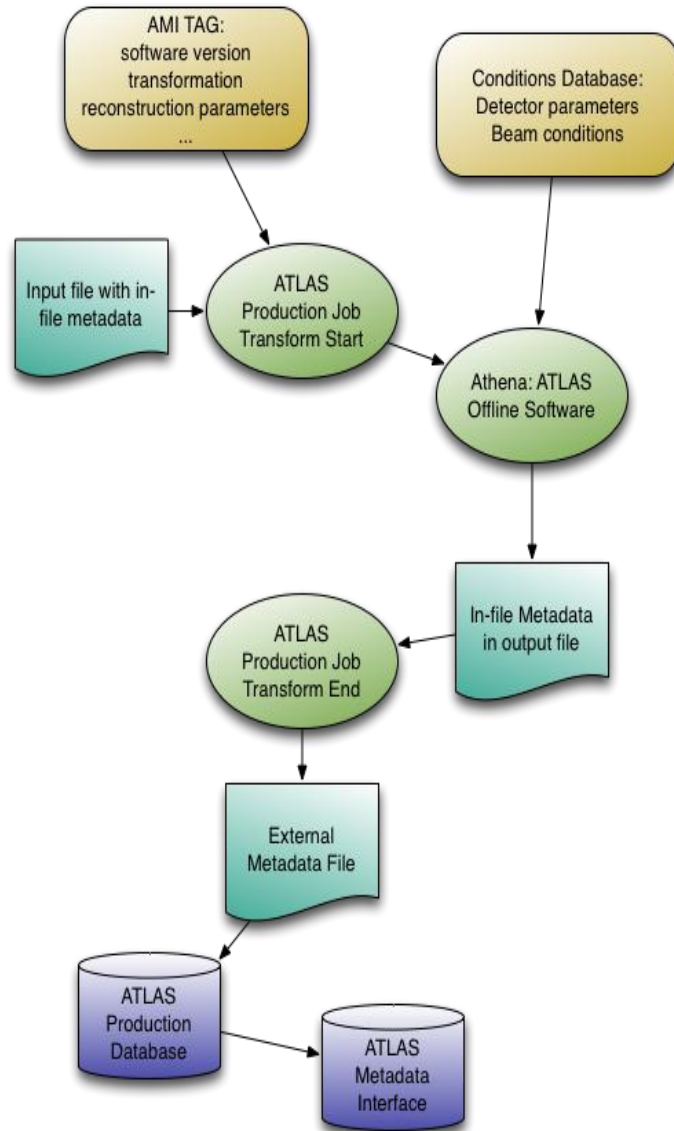 AMI TAG:
software version
transformation
reconstruction parameters
...
Conditions Database:
Detector parameters
Beam conditions
Input file with in-
file metadata
ATLAS
Production Job
Transform Start
Athena: ATLAS
Offline Software
In-file Metadata
in output file
ATLAS
Production Job
Transform End
External
Metadata File
ATLAS
Production
Database
ATLAS
Metadata
Interface